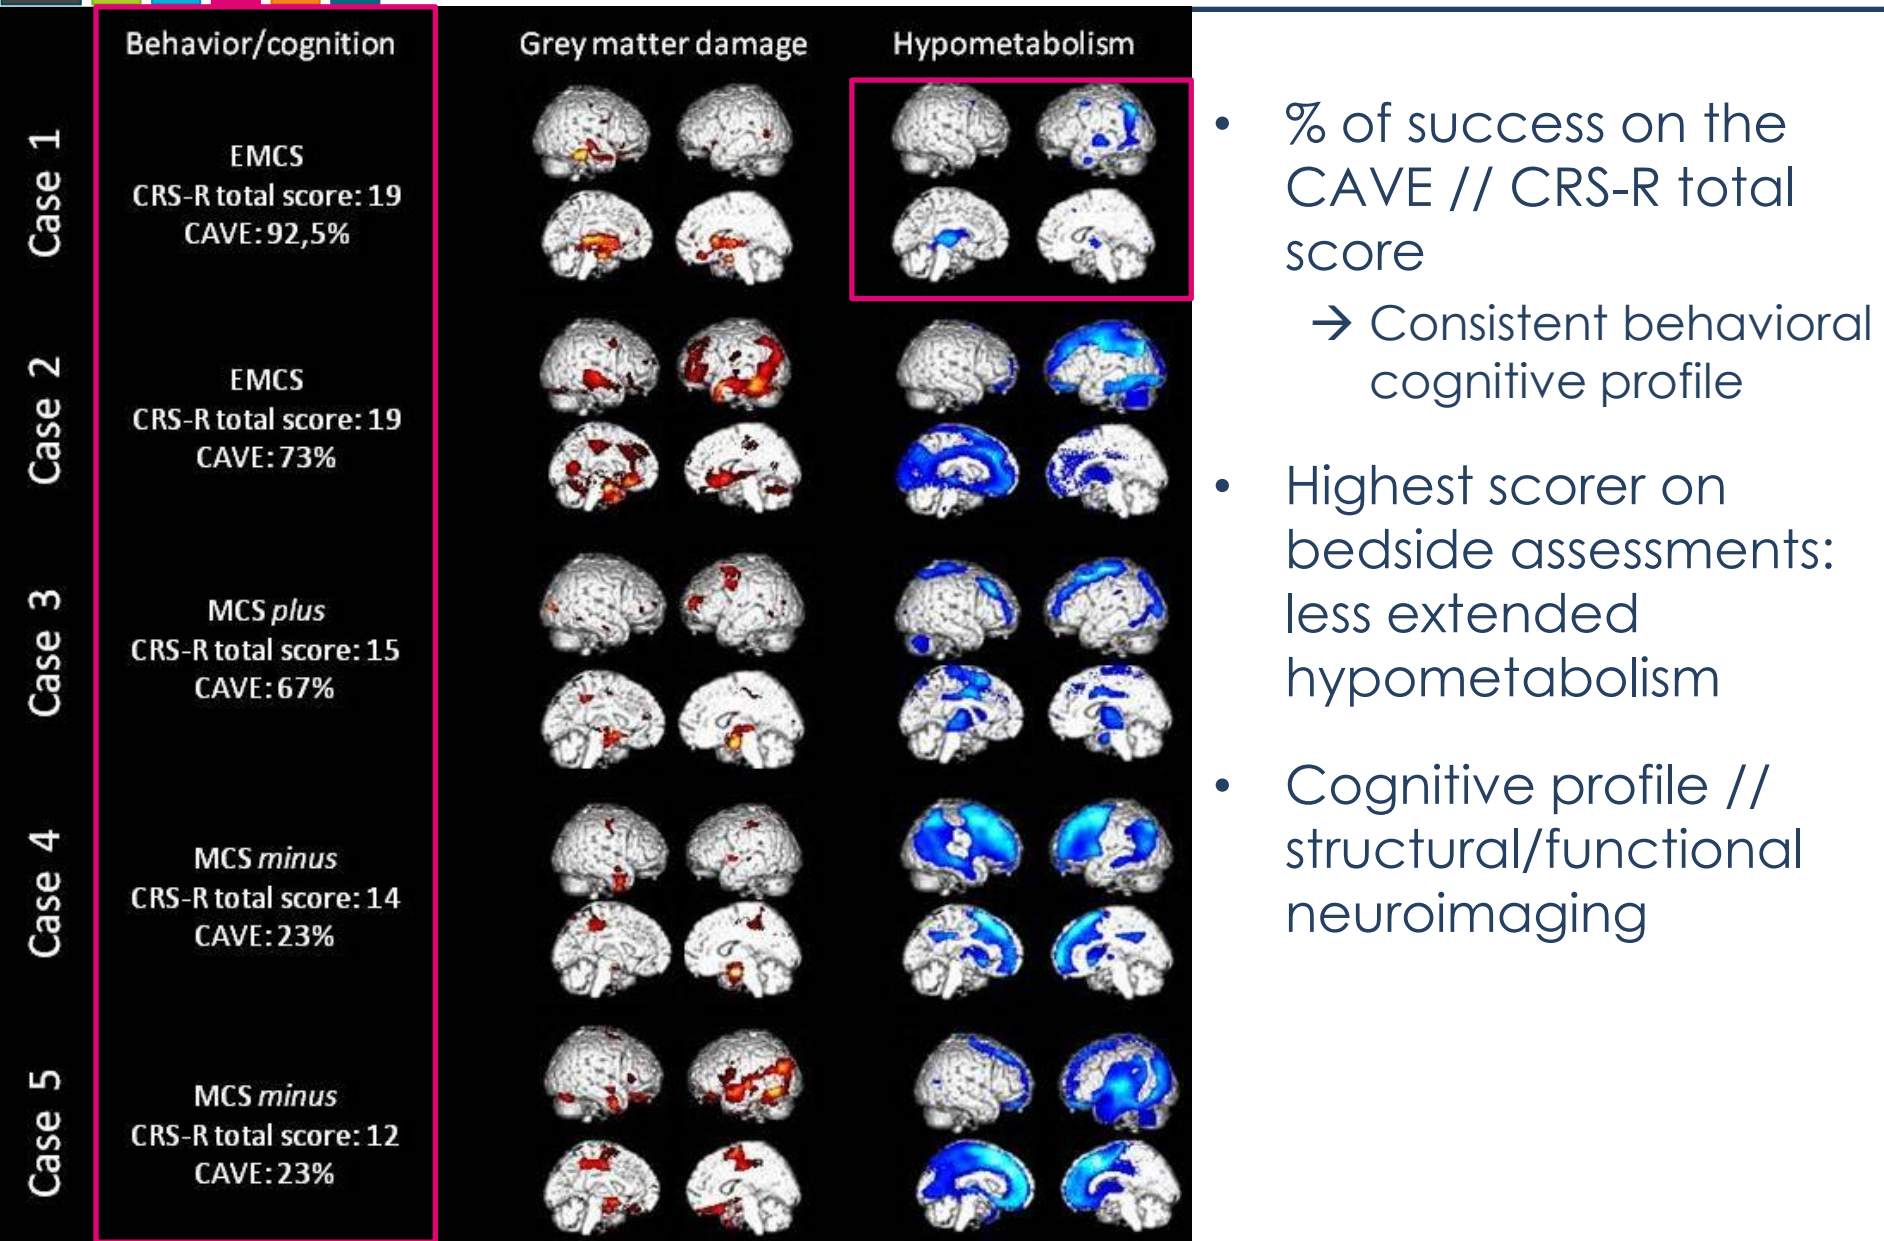 Behavior/cognition
Grey matter damage
Hypometabolism
Case 1
EMCS
CRS-R total score: 19
CAVE: 92,5%
Case 2
EMCS
CRS-R total score: 19
CAVE: 73%
Case 3
MCS plus
CRS-R total score: 15
CAVE: 67%
Case 4
MCS minus
CRS-R total score: 14
CAVE: 23%
Case 5
MCS minus
CRS-R total score: 12
CAVE: 23%
• % of success on the
CAVE // CRS-R total
score
→ Consistent behavioral
cognitive profile
• Highest scorer on
bedside assessments:
less extended
hypometabolism
• Cognitive profile //
structural/functional
neuroimaging